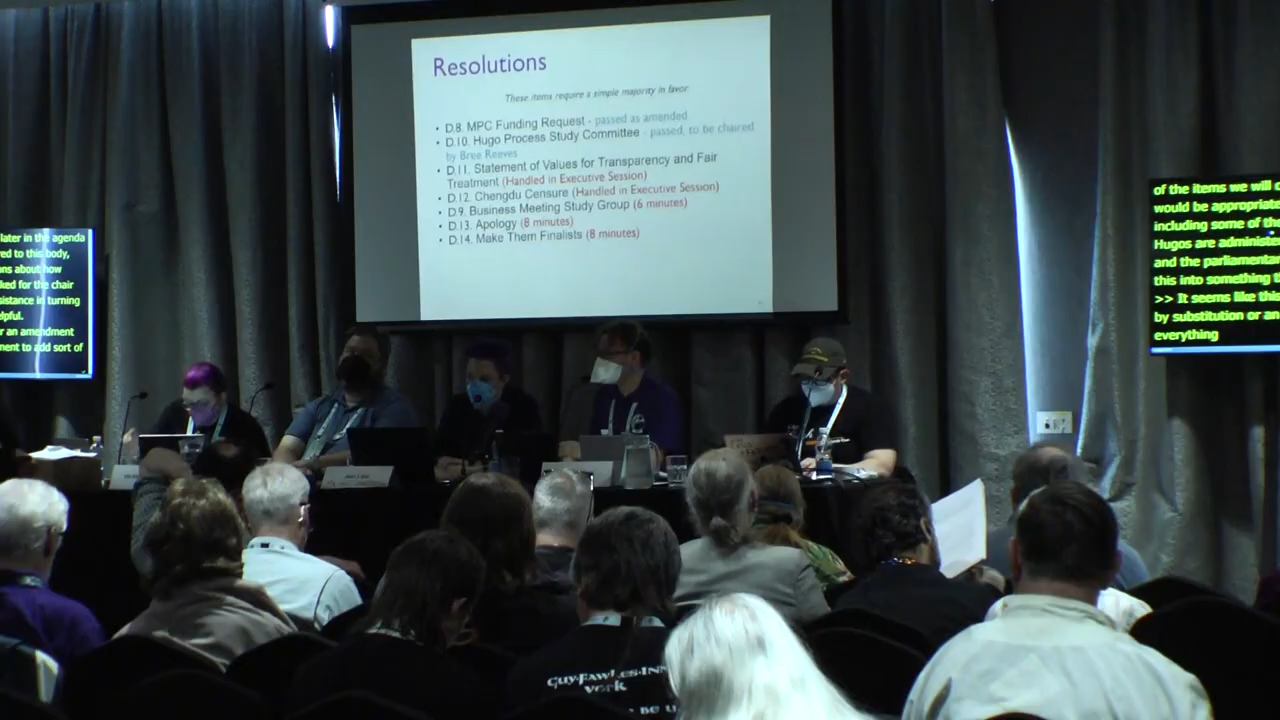 Resolutions
These items require a simple majority in favor.
• D.8. MPC Funding Request - passed as amended
• D.10. Hugo Process Study Committee - passed, to be chaired
by Bree Reeves
• D.11. Statement of Values for Transparency and Fair
Treatment (Handled in Executive Session)
• D.12. Chengdu Censure (Handled in Executive Session)
• D.9. Business Meeting Study Group (6 minutes)
• D.13. Apology (8 minutes)
• D.14. Make Them Finalists (8 minutes)
later in the agenda
ed to this body,
ons about how
ked for the chair
sistance in turning
elpful.
r an amendment
ment to add sort of
of the items we will
would be appropriate
including some of the
Hugos are administe
and the parliamentar
this into something t
>> It seems like this
by substitution or an
everything
GUY FAWKES INN
YORK
BE U